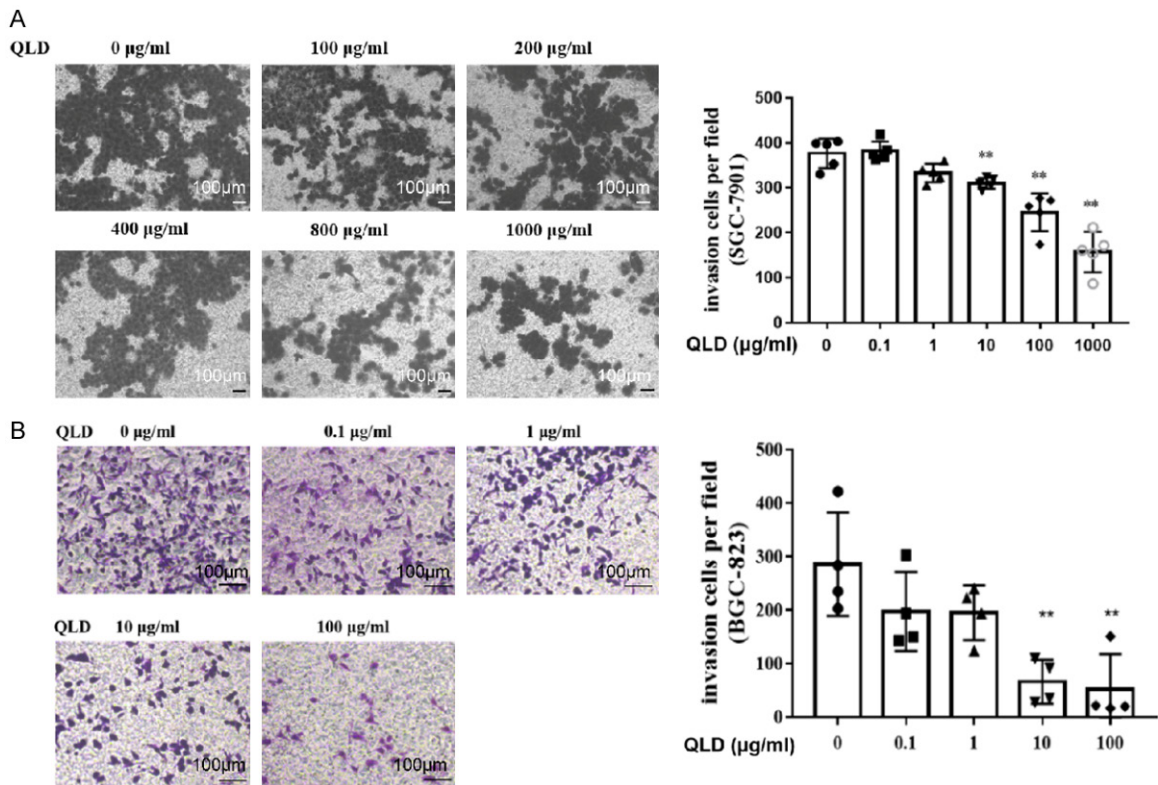 A
QLD 0 µg/ml 100 µg/ml 200 µg/ml
100µm 100µm 100µm
400 µg/ml 800 µg/ml 1000 µg/ml
100µm 100µm 100µm
invasion cells per field
(SGC-7901)
500
400
300
200
100
0
** ** **
QLD (µg/ml) 0 0.1 1 10 100 1000
B
QLD 0 µg/ml 0.1 µg/ml 1 µg/ml
100µm 100µm 100µm
QLD 10 µg/ml 100 µg/ml
100µm 100µm
invasion cells per field
(BGC-823)
500
400
300
200
100
0
** **
QLD (µg/ml) 0 0.1 1 10 100